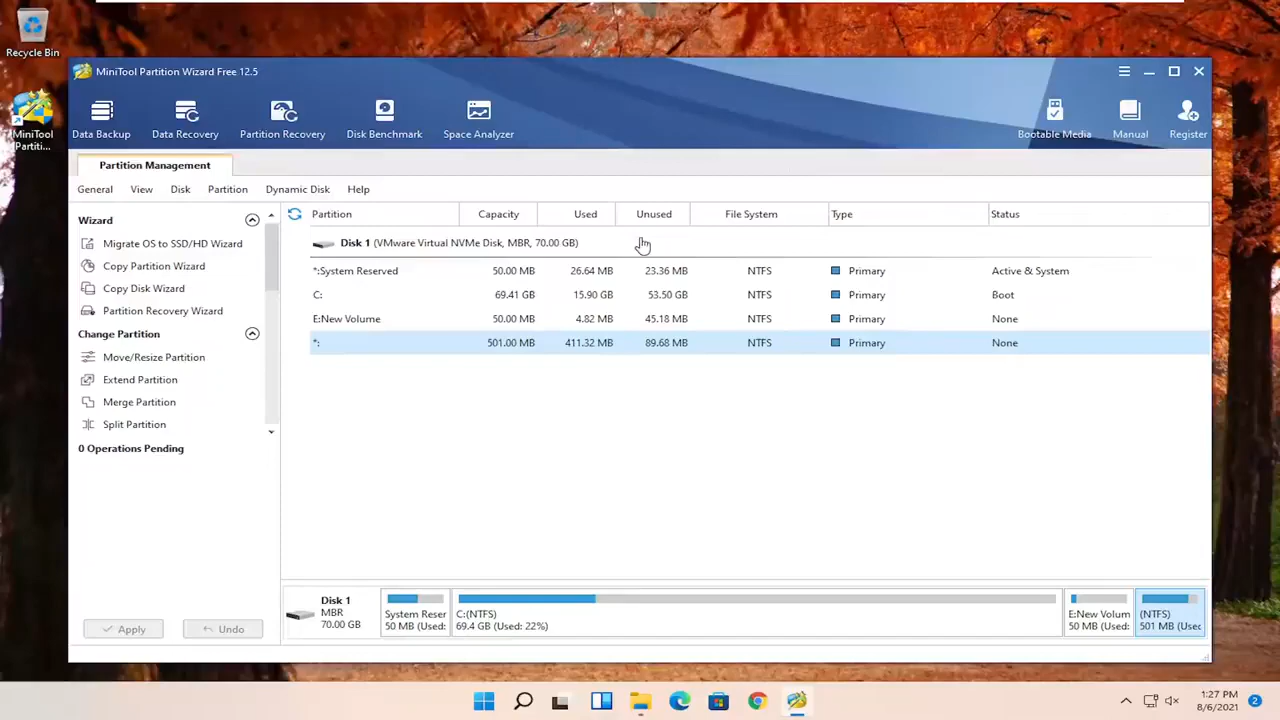 Recycle Bin
MiniTool
Partiti...
MiniTool Partition Wizard Free 12.5
Data Backup Data Recovery Partition Recovery Disk Benchmark Space Analyzer Bootable Media Manual Register
Partition Management
General View Disk Partition Dynamic Disk Help
Wizard
Migrate OS to SSD/HD Wizard
Copy Partition Wizard
Copy Disk Wizard
Partition Recovery Wizard
Change Partition
Move/Resize Partition
Extend Partition
Merge Partition
Split Partition
0 Operations Pending
Apply Undo
Partition Capacity Used Unused File System Type Status
Disk 1 (VMware Virtual NVMe Disk, MBR, 70.00 GB)
*:System Reserved 50.00 MB 26.64 MB 23.36 MB NTFS Primary Active & System
C: 69.41 GB 15.90 GB 53.50 GB NTFS Primary Boot
E:New Volume 50.00 MB 4.82 MB 45.18 MB NTFS Primary None
*: 501.00 MB 411.32 MB 89.68 MB NTFS Primary None
Disk 1
MBR
70.00 GB
System Reser
50 MB (Used:
C:(NTFS)
69.4 GB (Used: 22%)
E:New Volum
50 MB (Used:
(NTFS)
501 MB (Usec
1:27 PM
8/6/2021
2